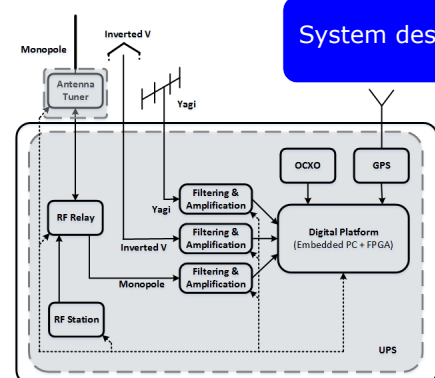 System des
Inverted V
Monopole
Antenna
Tuner
Yagi
OCXO
GPS
Filtering &
Amplification
Yagi
RF Relay
Filtering &
Amplification
Inverted V
Digital Platform
(Embedded PC + FPGA)
Filtering &
Amplification
Monopole
RF Station
UPS